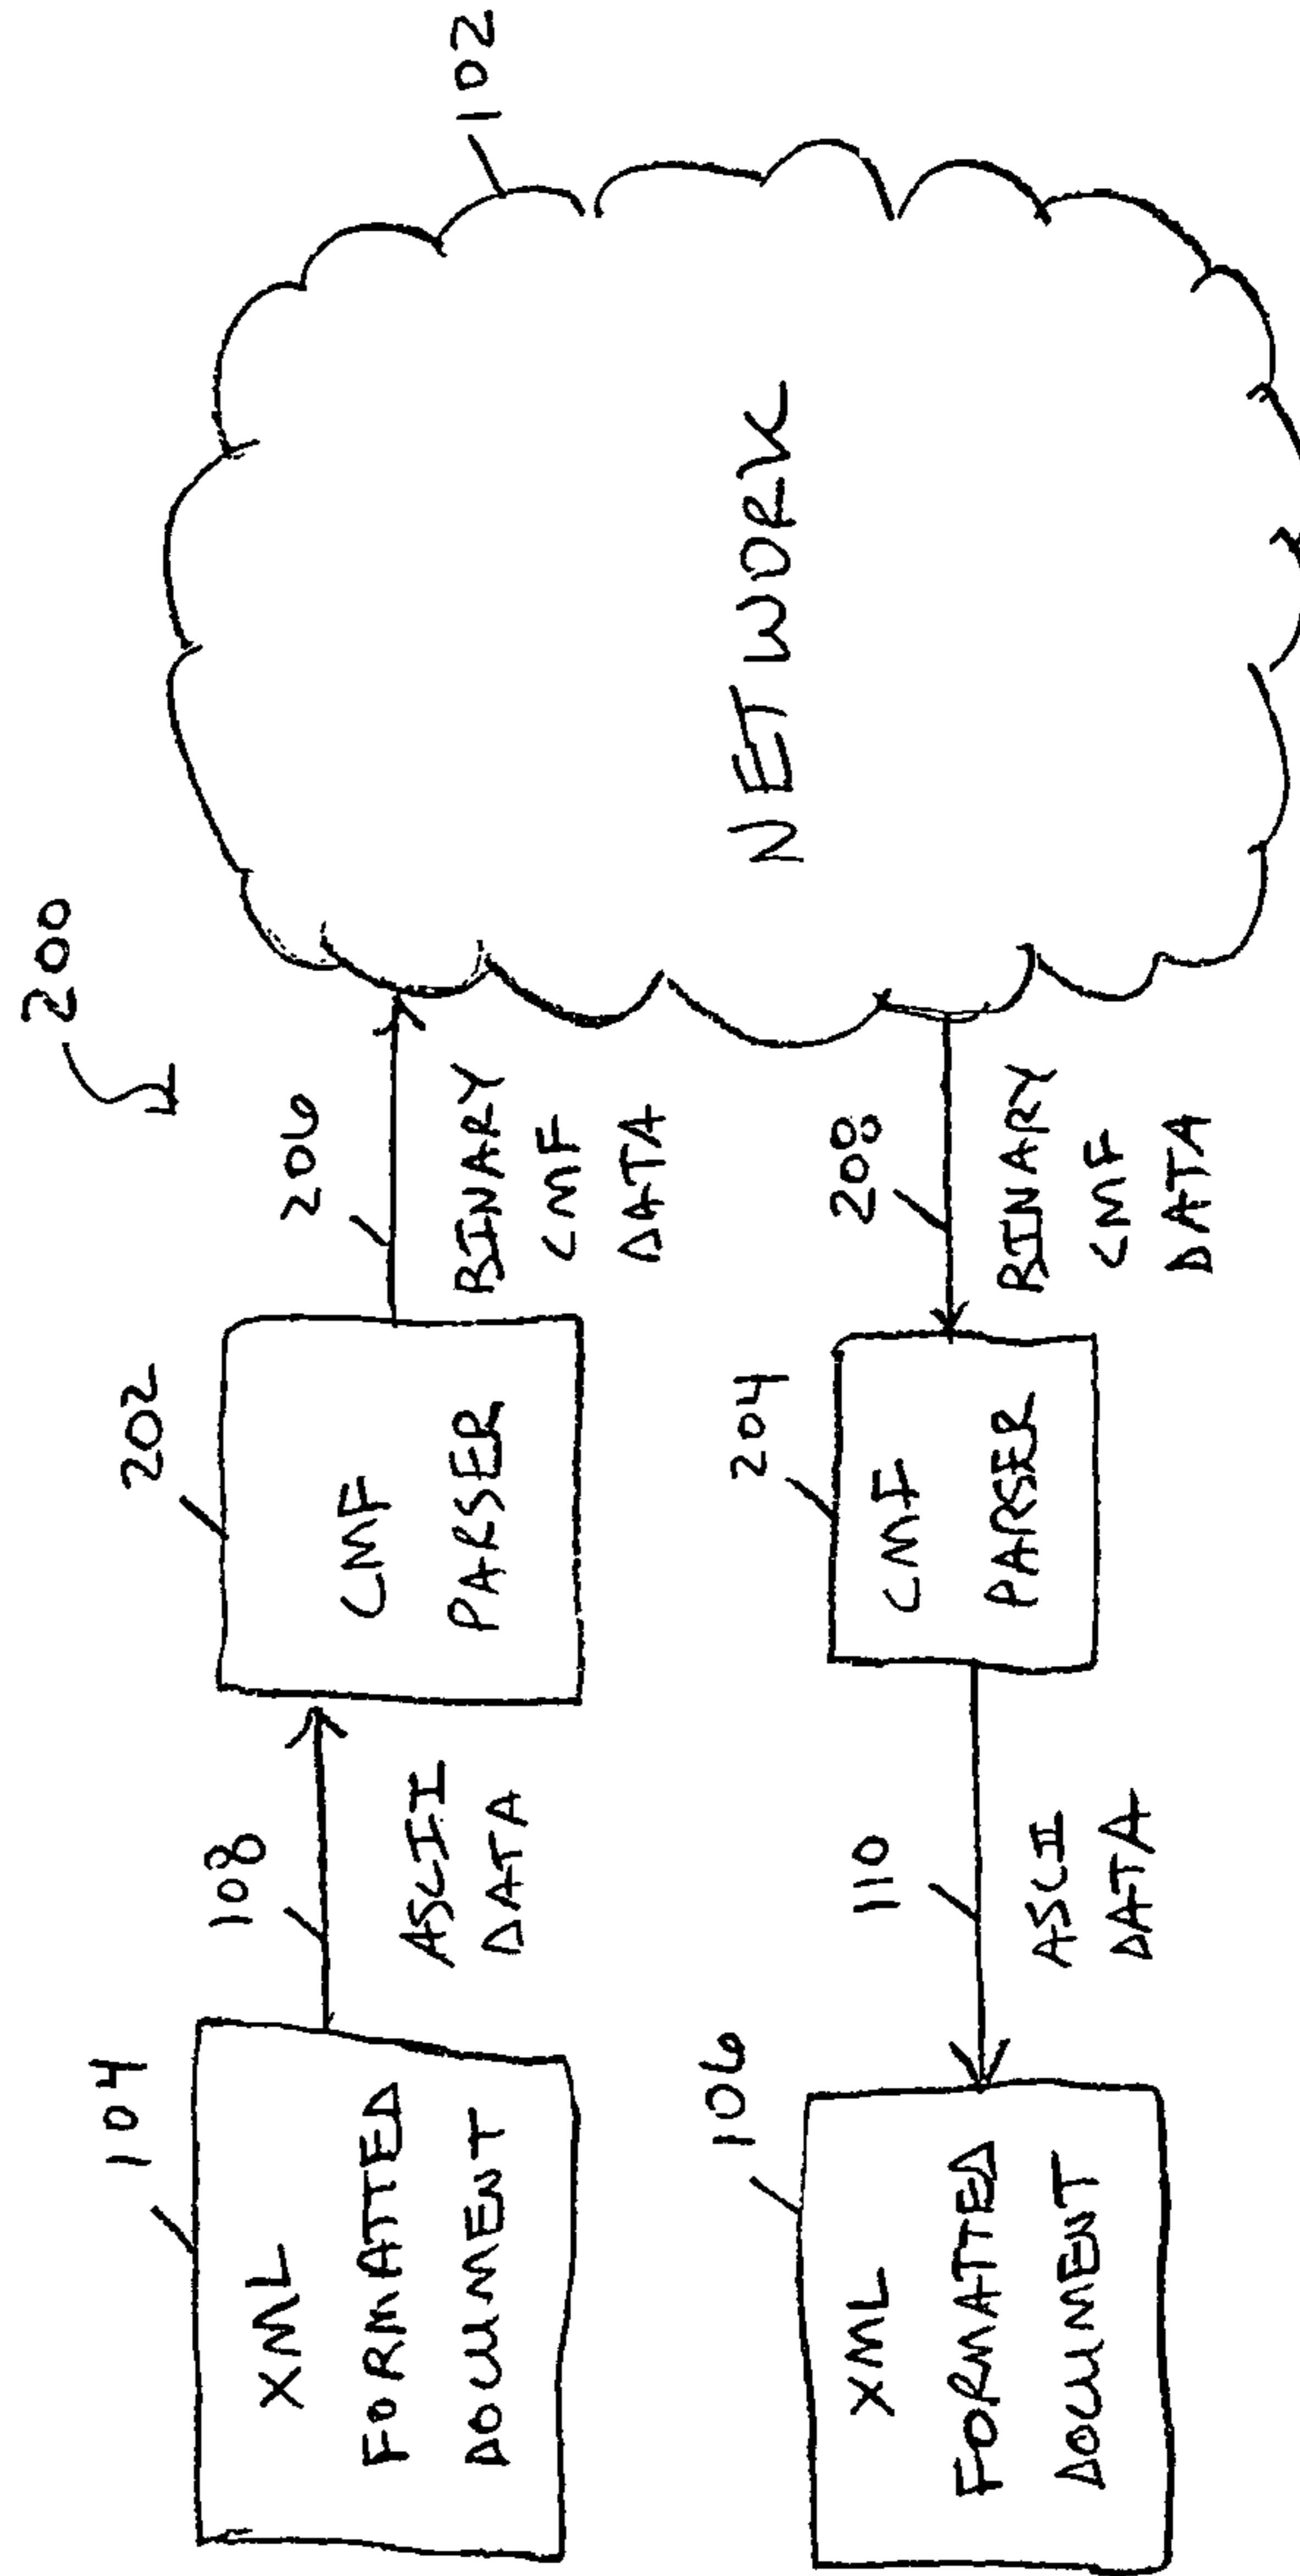 200
104
XML
FORMATTED
DOCUMENT
108
ASCII
DATA
202
CMF
PARSER
206
BINARY
CMF
DATA
102
NETWORK
106
XML
FORMATTED
DOCUMENT
110
ASCII
DATA
204
CMF
PARSER
208
BINARY
CMF
DATA